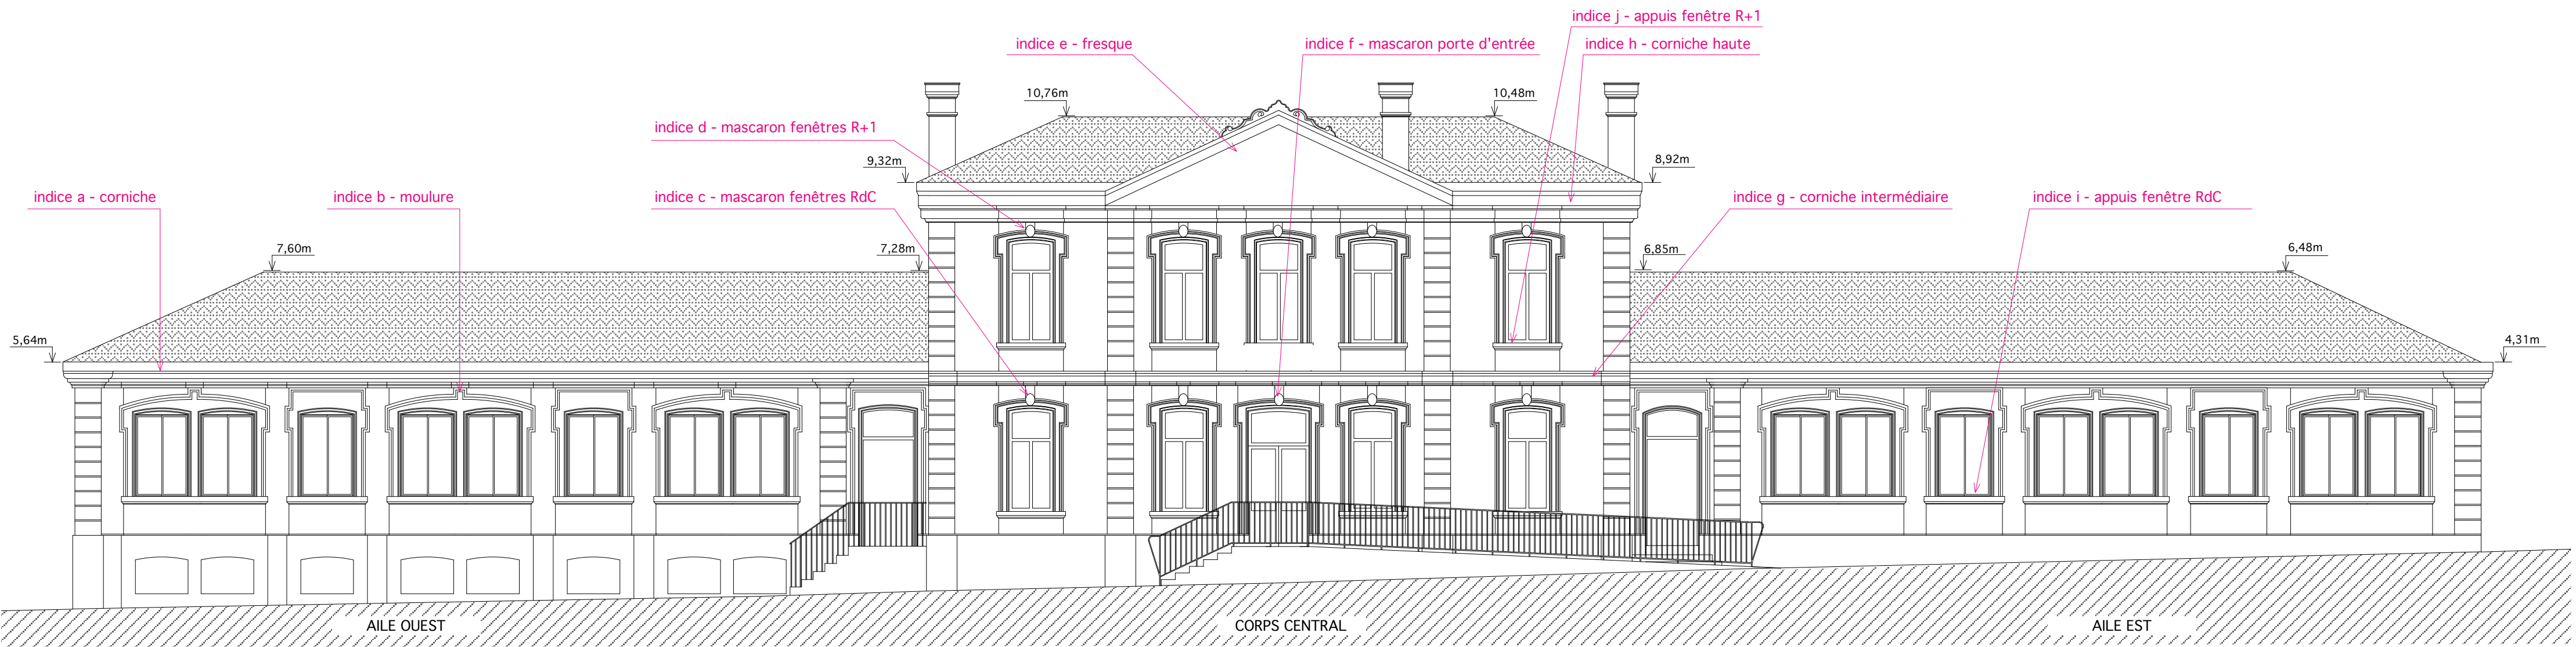 indice j - appuis fenêtre R+1
indice e - fresque
indice f - mascaron porte d'entrée
indice h - corniche haute
10,76m
10,48m
indice d - mascaron fenêtres R+1
9,32m
8,92m
indice a - corniche
indice b - moulure
indice c - mascaron fenêtres RdC
indice g - corniche intermédiaire
indice i - appuis fenêtre RdC
7,60m
7,28m
6,85m
6,48m
5,64m
4,31m
AILE OUEST
CORPS CENTRAL
AILE EST